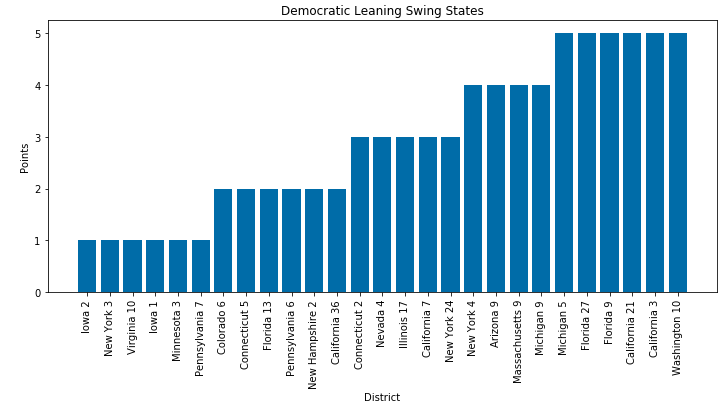 Democratic Leaning Swing States
Points
5
4
3
2
1
0
Iowa 2
New York 3
Virginia 10
Iowa 1
Minnesota 3
Pennsylvania 7
Colorado 6
Connecticut 5
Florida 13
Pennsylvania 6
New Hampshire 2
California 36
Connecticut 2
Nevada 4
Illinois 17
California 7
New York 24
New York 4
Arizona 9
Massachusetts 9
Michigan 9
Michigan 5
Florida 27
Florida 9
California 21
California 3
Washington 10
District